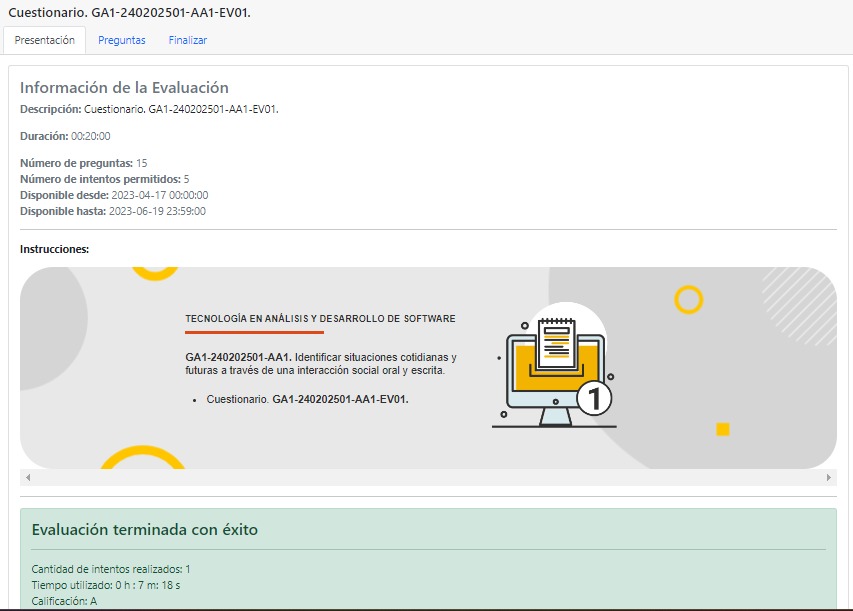 Cuestionario. GA1-240202501-AA1-EV01.
Presentación Preguntas Finalizar
Información de la Evaluación
Descripción: Cuestionario. GA1-240202501-AA1-EV01.
Duración: 00:20:00
Número de preguntas: 15
Número de intentos permitidos: 5
Disponible desde: 2023-04-17 00:00:00
Disponible hasta: 2023-06-19 23:59:00
Instrucciones:
TECNOLOGÍA EN ANÁLISIS Y DESARROLLO DE SOFTWARE
GA1-240202501-AA1. Identificar situaciones cotidianas y
futuras a través de una interacción social oral y escrita.
• Cuestionario. GA1-240202501-AA1-EV01.
1
Evaluación terminada con éxito
Cantidad de intentos realizados: 1
Tiempo utilizado: 0 h : 7 m: 18 s
Calificación: A